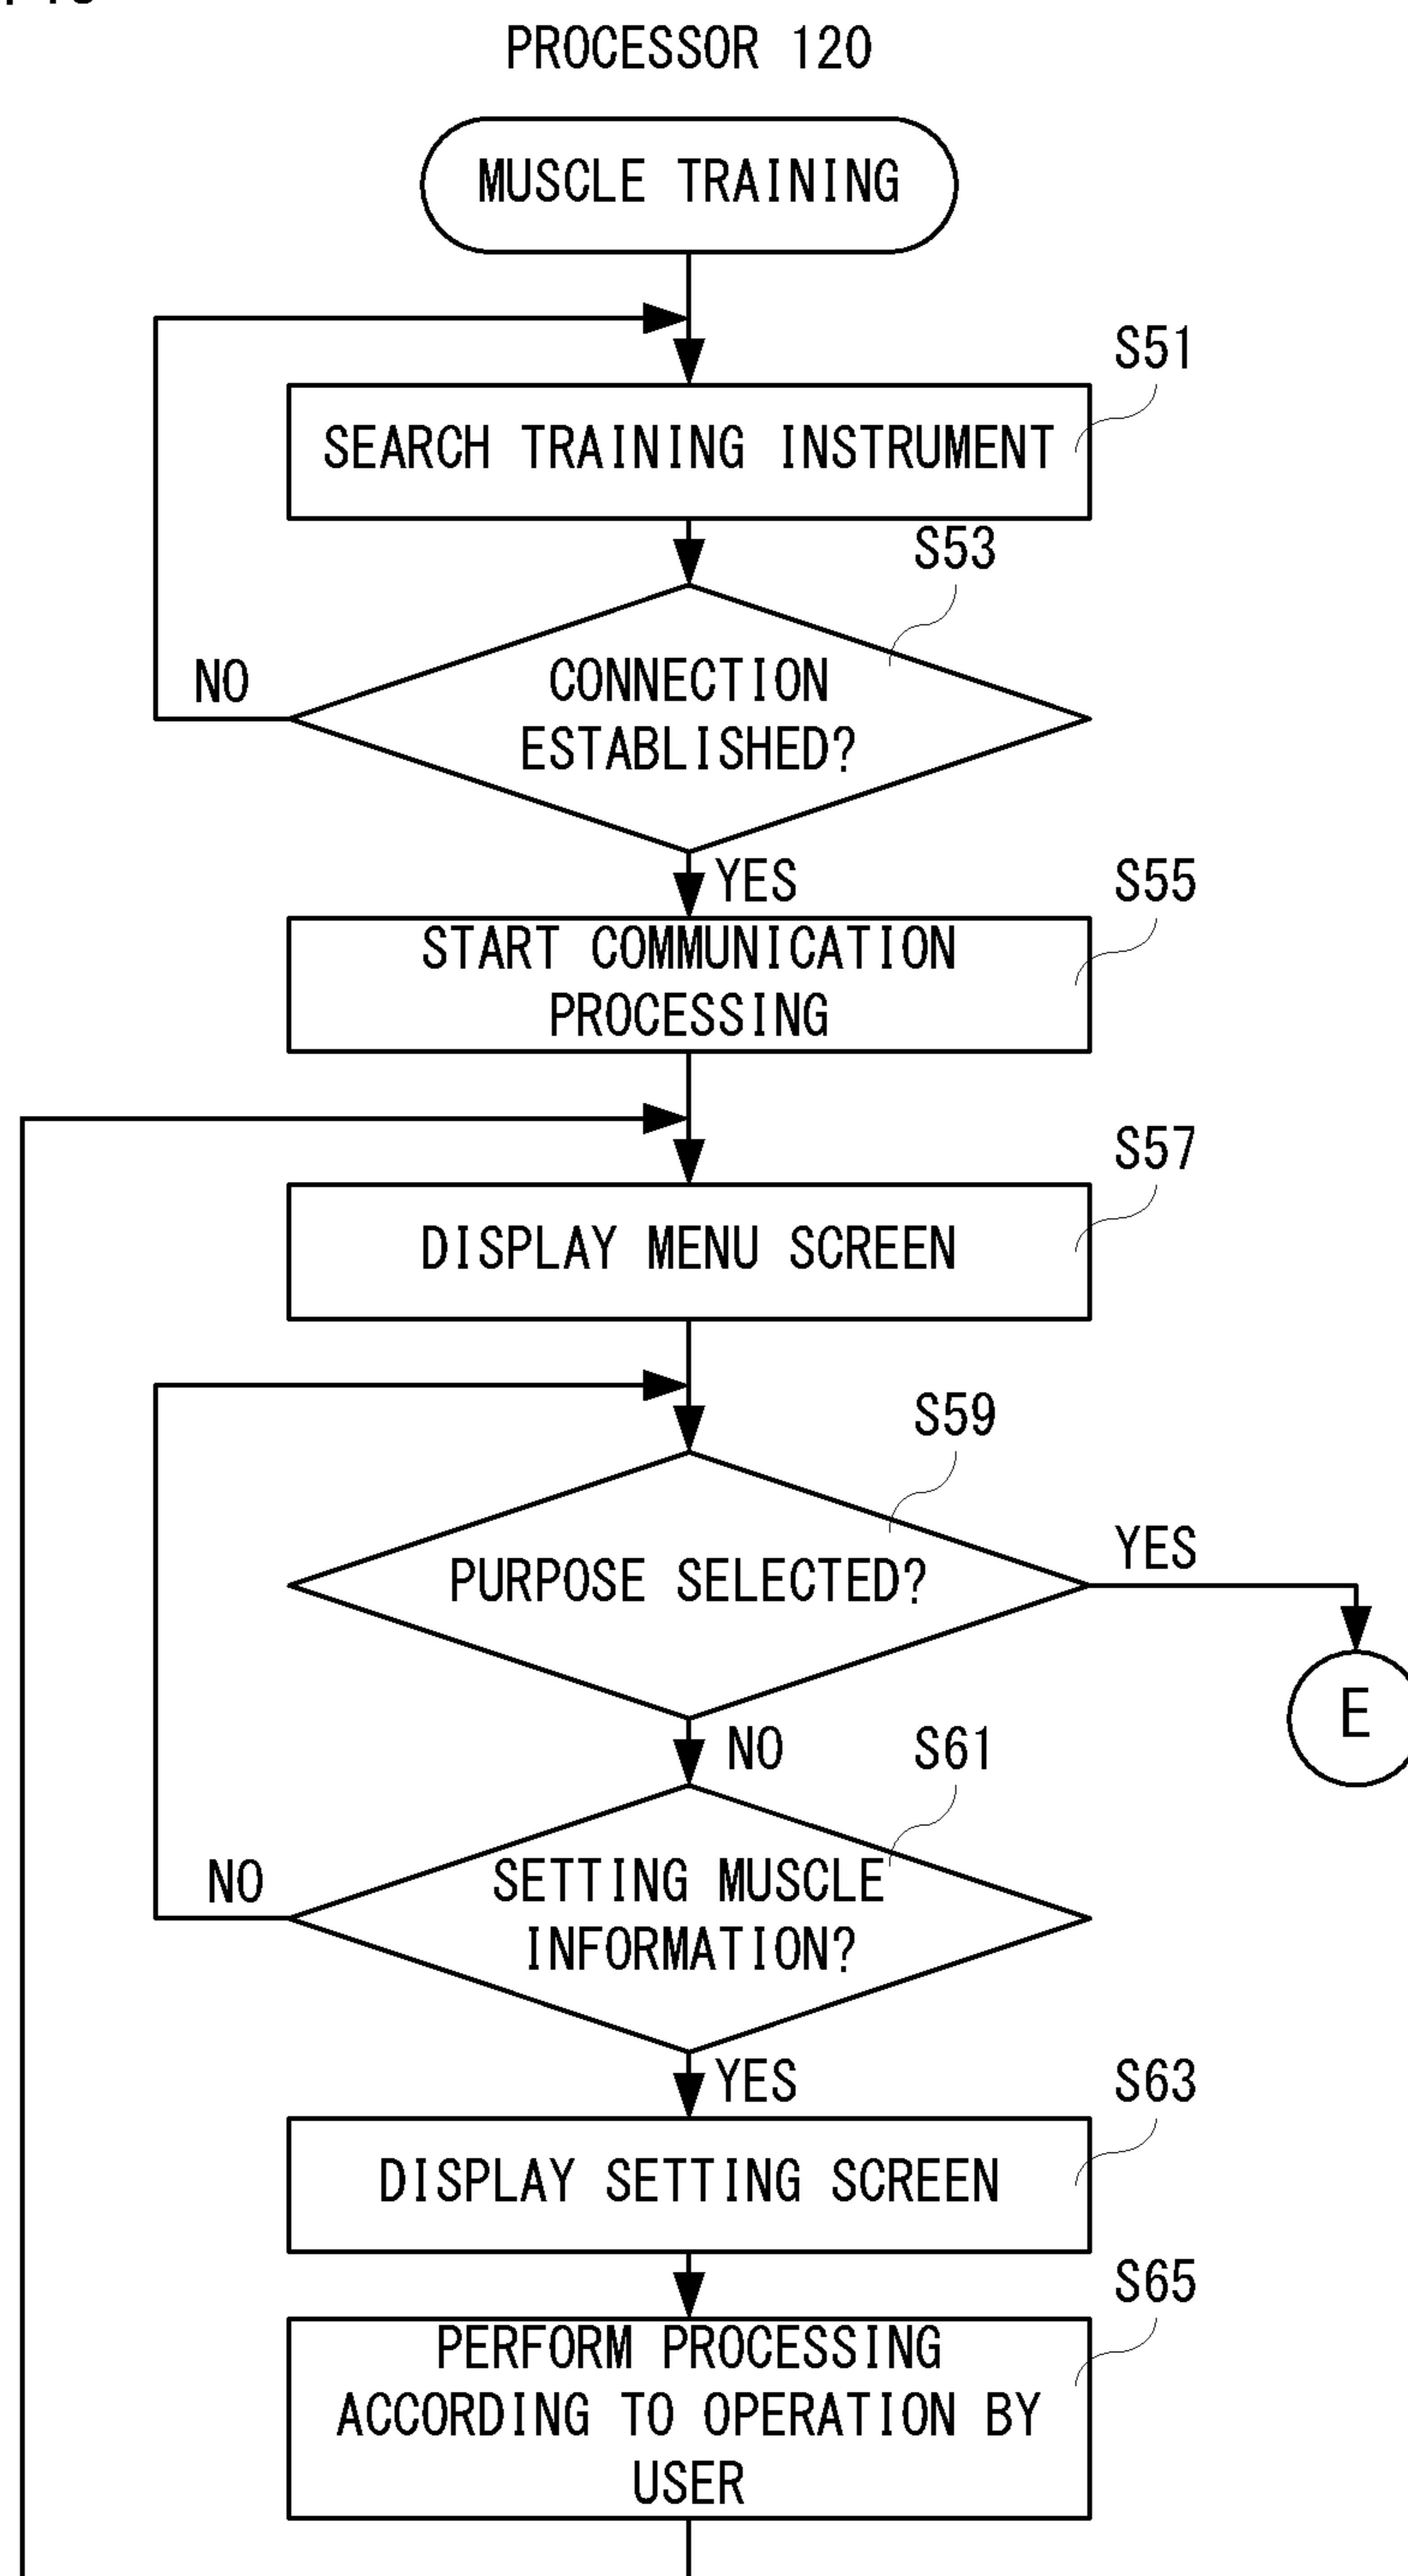 PROCESSOR 120
MUSCLE TRAINING
S51
SEARCH TRAINING INSTRUMENT
S53
CONNECTION
ESTABLISHED?
NO
YES
S55
START COMMUNICATION
PROCESSING
S57
DISPLAY MENU SCREEN
S59
PURPOSE SELECTED?
YES
E
NO
S61
SETTING MUSCLE
INFORMATION?
NO
YES
S63
DISPLAY SETTING SCREEN
S65
PERFORM PROCESSING
ACCORDING TO OPERATION BY
USER